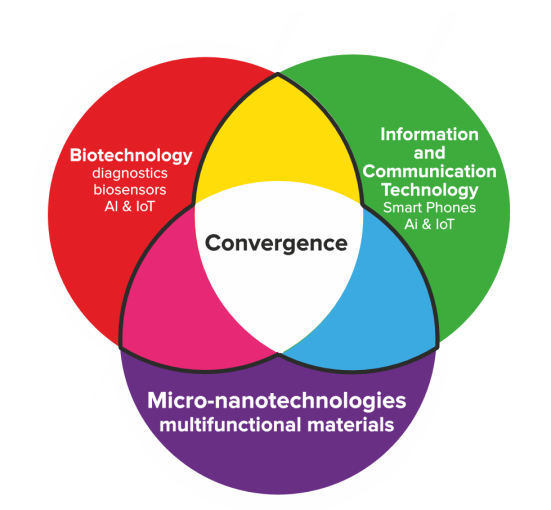 Biotechnology
diagnostics
biosensors
AI & IoT
Information
and
Communication
Technology
Smart Phones
Ai & IoT
Convergence
Micro-nanotechnologies
multifunctional materials